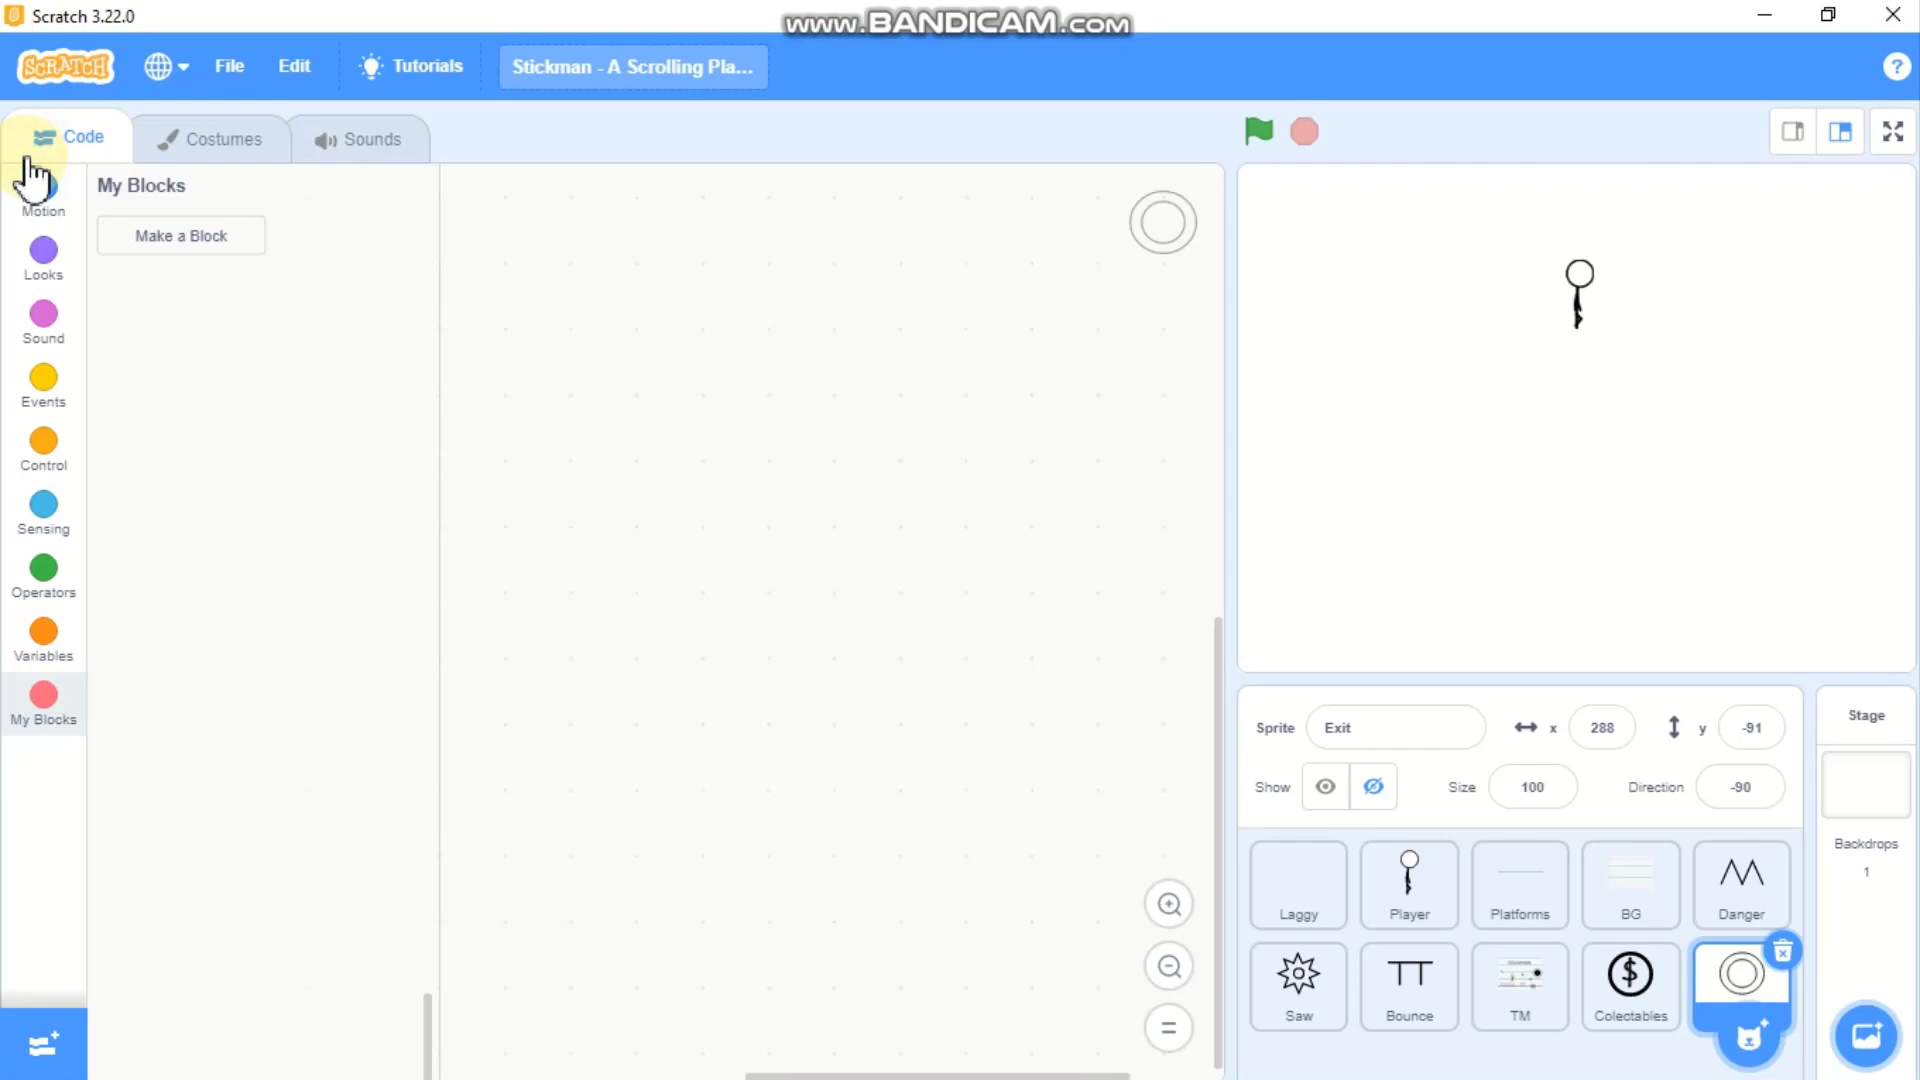 Scratch 3.22.0
www.BANDICAM.com
SCRATCH
File
Edit
Tutorials
Stickman - A Scrolling Pla...
?
Code
Costumes
Sounds
Motion
Looks
Sound
Events
Control
Sensing
Operators
Variables
My Blocks
My Blocks
Make a Block
Sprite
Exit
x
288
y
-91
Show
Size
100
Direction
-90
Stage
Backdrops
1
Laggy
Player
Platforms
BG
Danger
Saw
Bounce
TM
$
Colectables